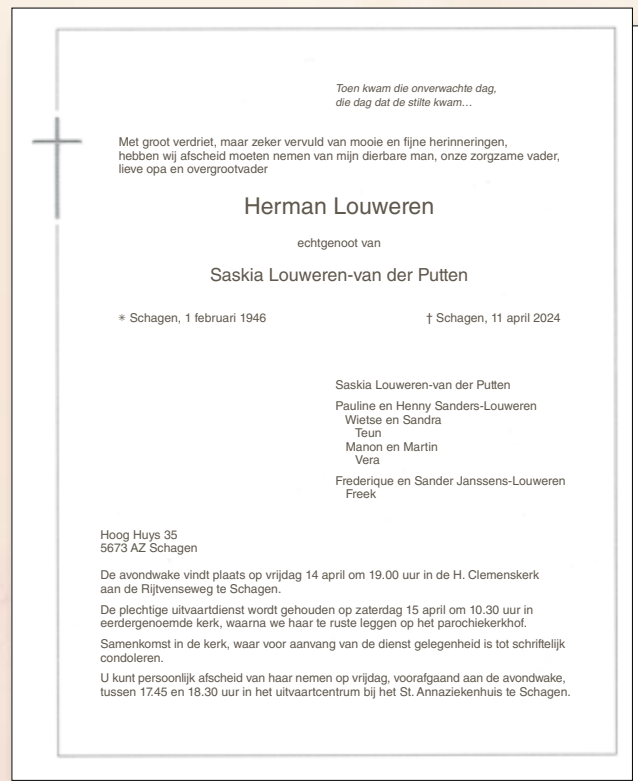 Toen kwam die onverwachte dag,
die dag dat de stilte kwam…
Met groot verdriet, maar zeker vervuld van mooie en fijne herinneringen,
hebben wij afscheid moeten nemen van mijn dierbare man, onze zorgzame vader,
lieve opa en overgrootvader
Herman Louweren
echtgenoot van
Saskia Louweren-van der Putten
✳ Schagen, 1 februari 1946 † Schagen, 11 april 2024
Saskia Louweren-van der Putten
Pauline en Henny Sanders-Louweren
Wietse en Sandra
Teun
Manon en Martin
Vera
Frederique en Sander Janssens-Louweren
Freek
Hoog Huys 35
5673 AZ Schagen
De avondwake vindt plaats op vrijdag 14 april om 19.00 uur in de H. Clemenskerk
aan de Rijtvenseweg te Schagen.
De plechtige uitvaartdienst wordt gehouden op zaterdag 15 april om 10.30 uur in
eerdergenoemde kerk, waarna we haar te ruste leggen op het parochiekerkhof.
Samenkomst in de kerk, waar voor aanvang van de dienst gelegenheid is tot schriftelijk
condoleren.
U kunt persoonlijk afscheid van haar nemen op vrijdag, voorafgaand aan de avondwake,
tussen 17.45 en 18.30 uur in het uitvaartcentrum bij het St. Annaziekenhuis te Schagen.